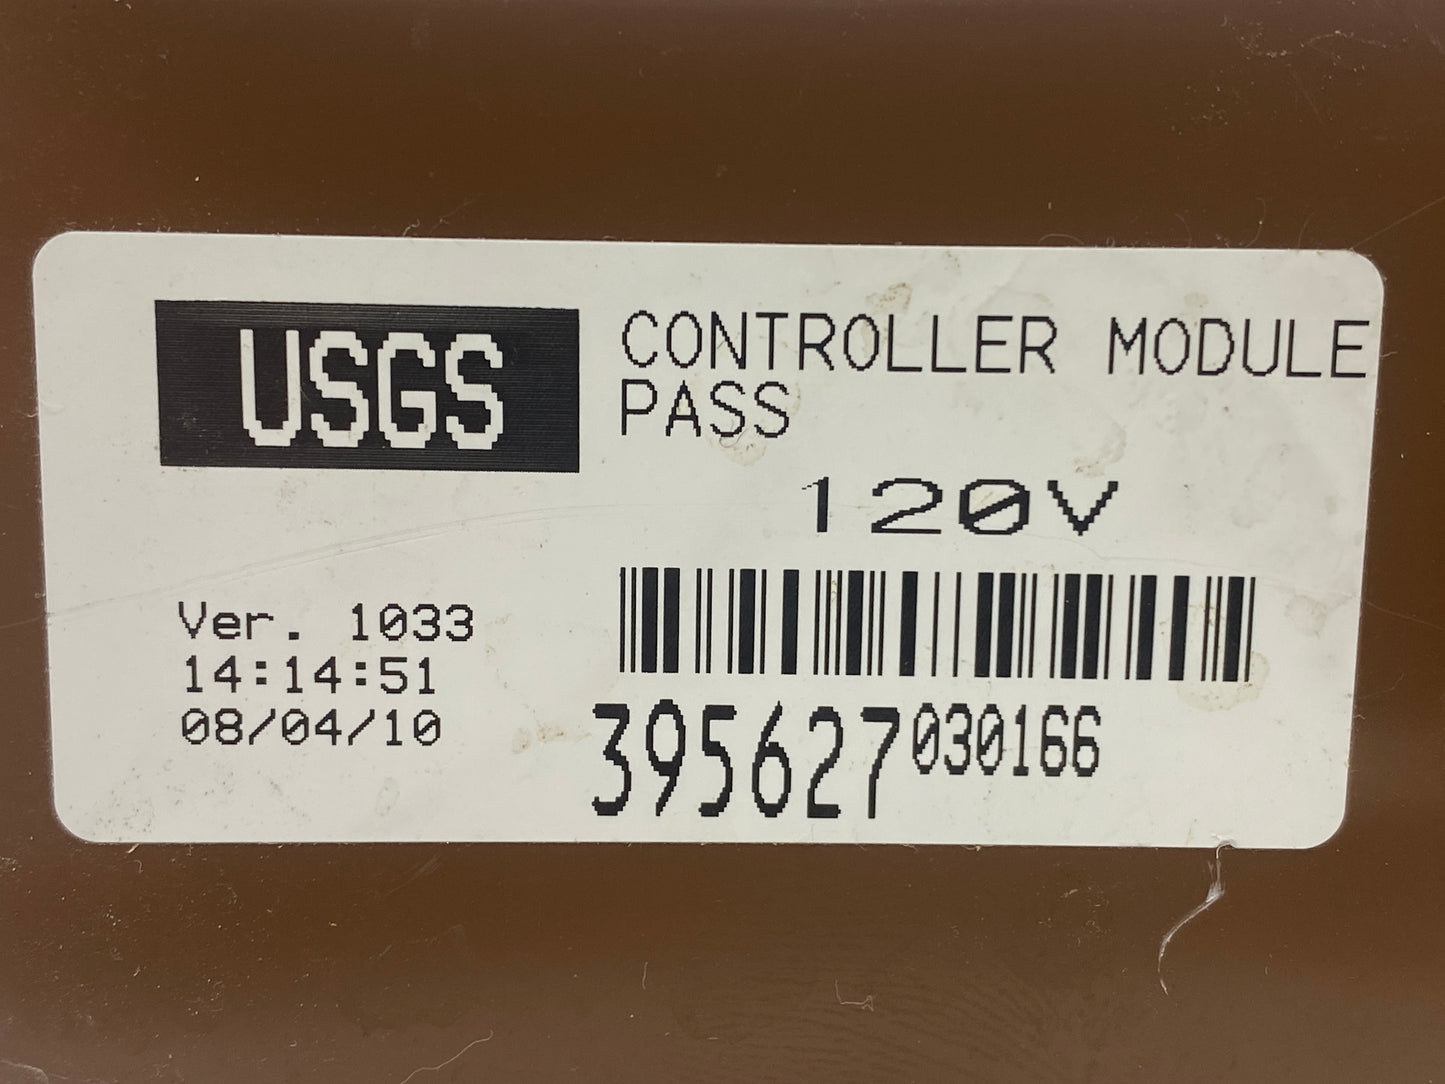 USGS
CONTROLLER MODULE
PASS
120V
Ver. 1033
14:14:51
08/04/10
395627030166